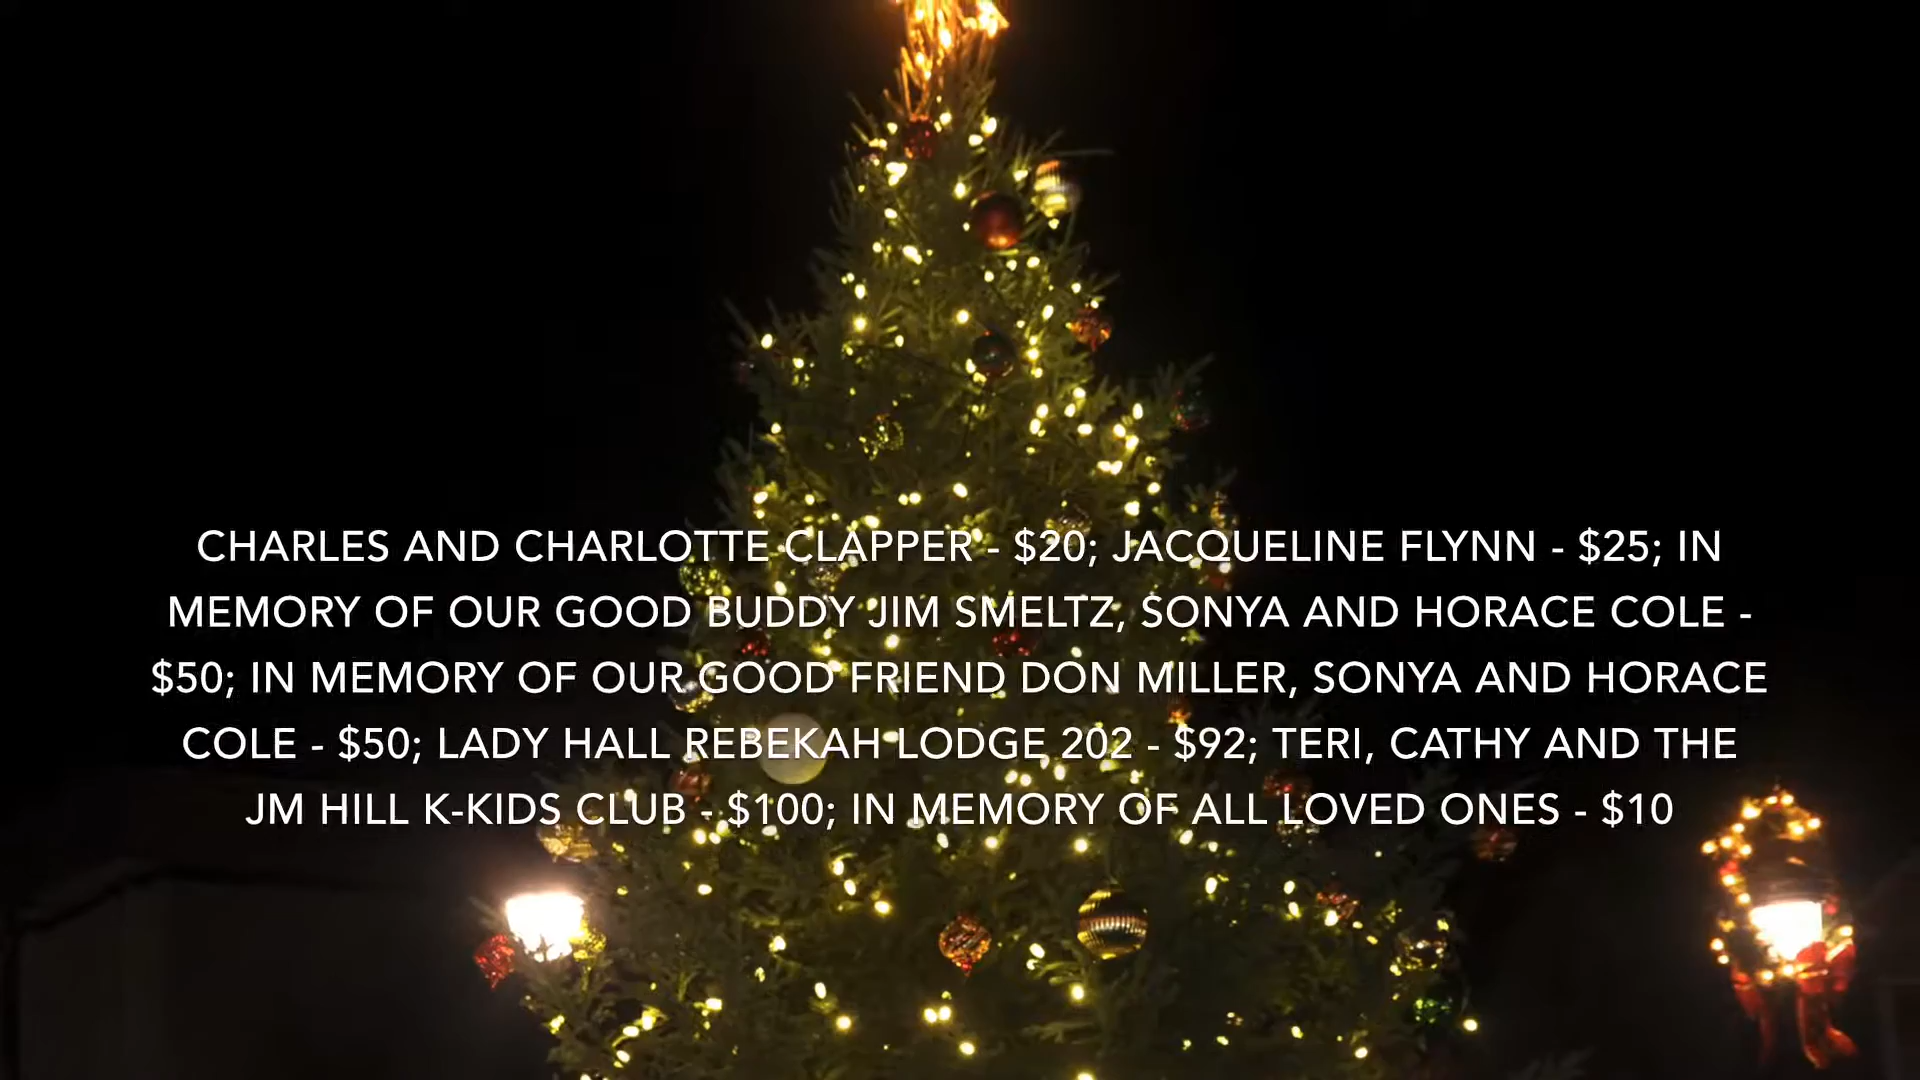 CHARLES AND CHARLOTTE CLAPPER - $20; JACQUELINE FLYNN - $25; IN
MEMORY OF OUR GOOD BUDDY JIM SMELTZ, SONYA AND HORACE COLE -
$50; IN MEMORY OF OUR GOOD FRIEND DON MILLER, SONYA AND HORACE
COLE - $50; LADY HALL REBEKAH LODGE 202 - $92; TERI, CATHY AND THE
JM HILL K-KIDS CLUB - $100; IN MEMORY OF ALL LOVED ONES - $10